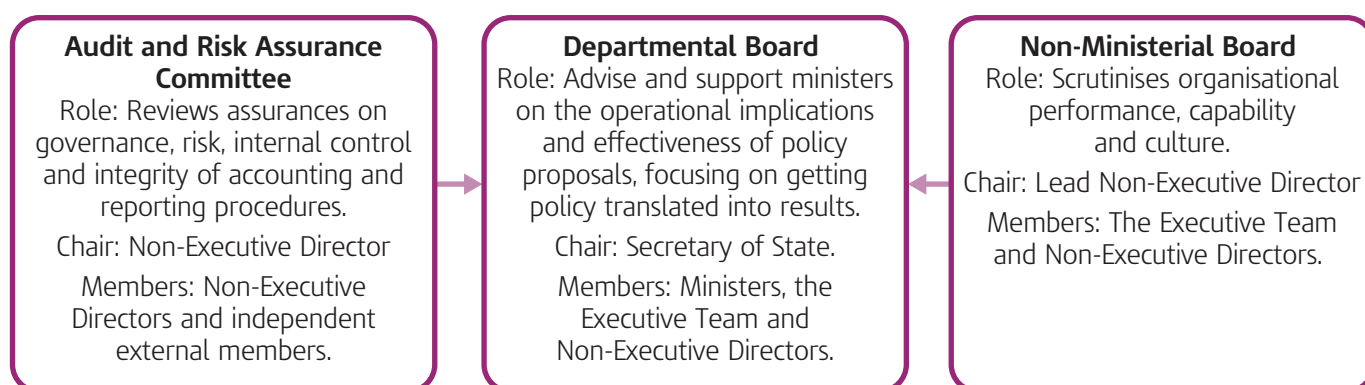 Audit and Risk Assurance
Committee
Role: Reviews assurances on
governance, risk, internal control
and integrity of accounting and
reporting procedures.
Chair: Non-Executive Director
Members: Non-Executive
Directors and independent
external members.
Departmental Board
Role: Advise and support ministers
on the operational implications
and effectiveness of policy
proposals, focusing on getting
policy translated into results.
Chair: Secretary of State.
Members: Ministers, the
Executive Team and
Non-Executive Directors.
Non-Ministerial Board
Role: Scrutinises organisational
performance, capability
and culture.
Chair: Lead Non-Executive Director
Members: The Executive Team
and Non-Executive Directors.